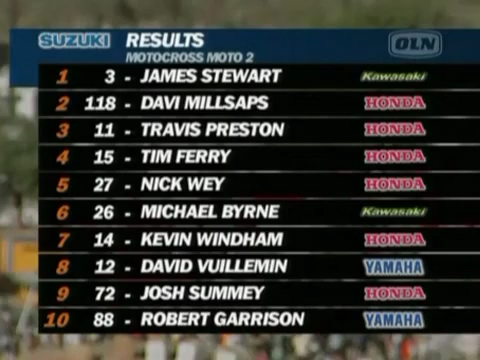 SUZUKI RESULTS OLN
MOTOCROSS MOTO 2
1 3 - JAMES STEWART Kawasaki
2 118 - DAVI MILLSAPS HONDA
3 11 - TRAVIS PRESTON HONDA
4 15 - TIM FERRY HONDA
5 27 - NICK WEY HONDA
6 26 - MICHAEL BYRNE Kawasaki
7 14 - KEVIN WINDHAM HONDA
8 12 - DAVID VUILLEMIN YAMAHA
9 72 - JOSH SUMMEY HONDA
10 88 - ROBERT GARRISON YAMAHA